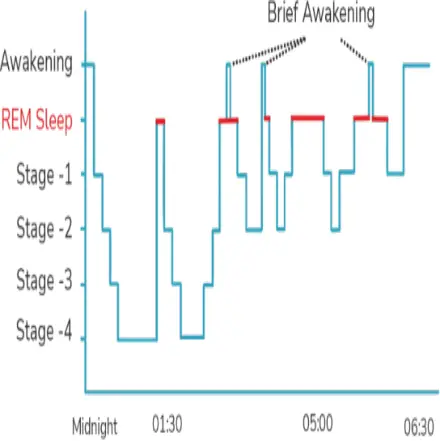 Brief Awakening
Awakening
REM Sleep
Stage -1
Stage -2
Stage -3
Stage -4
Midnight 01:30 05:00 06:30